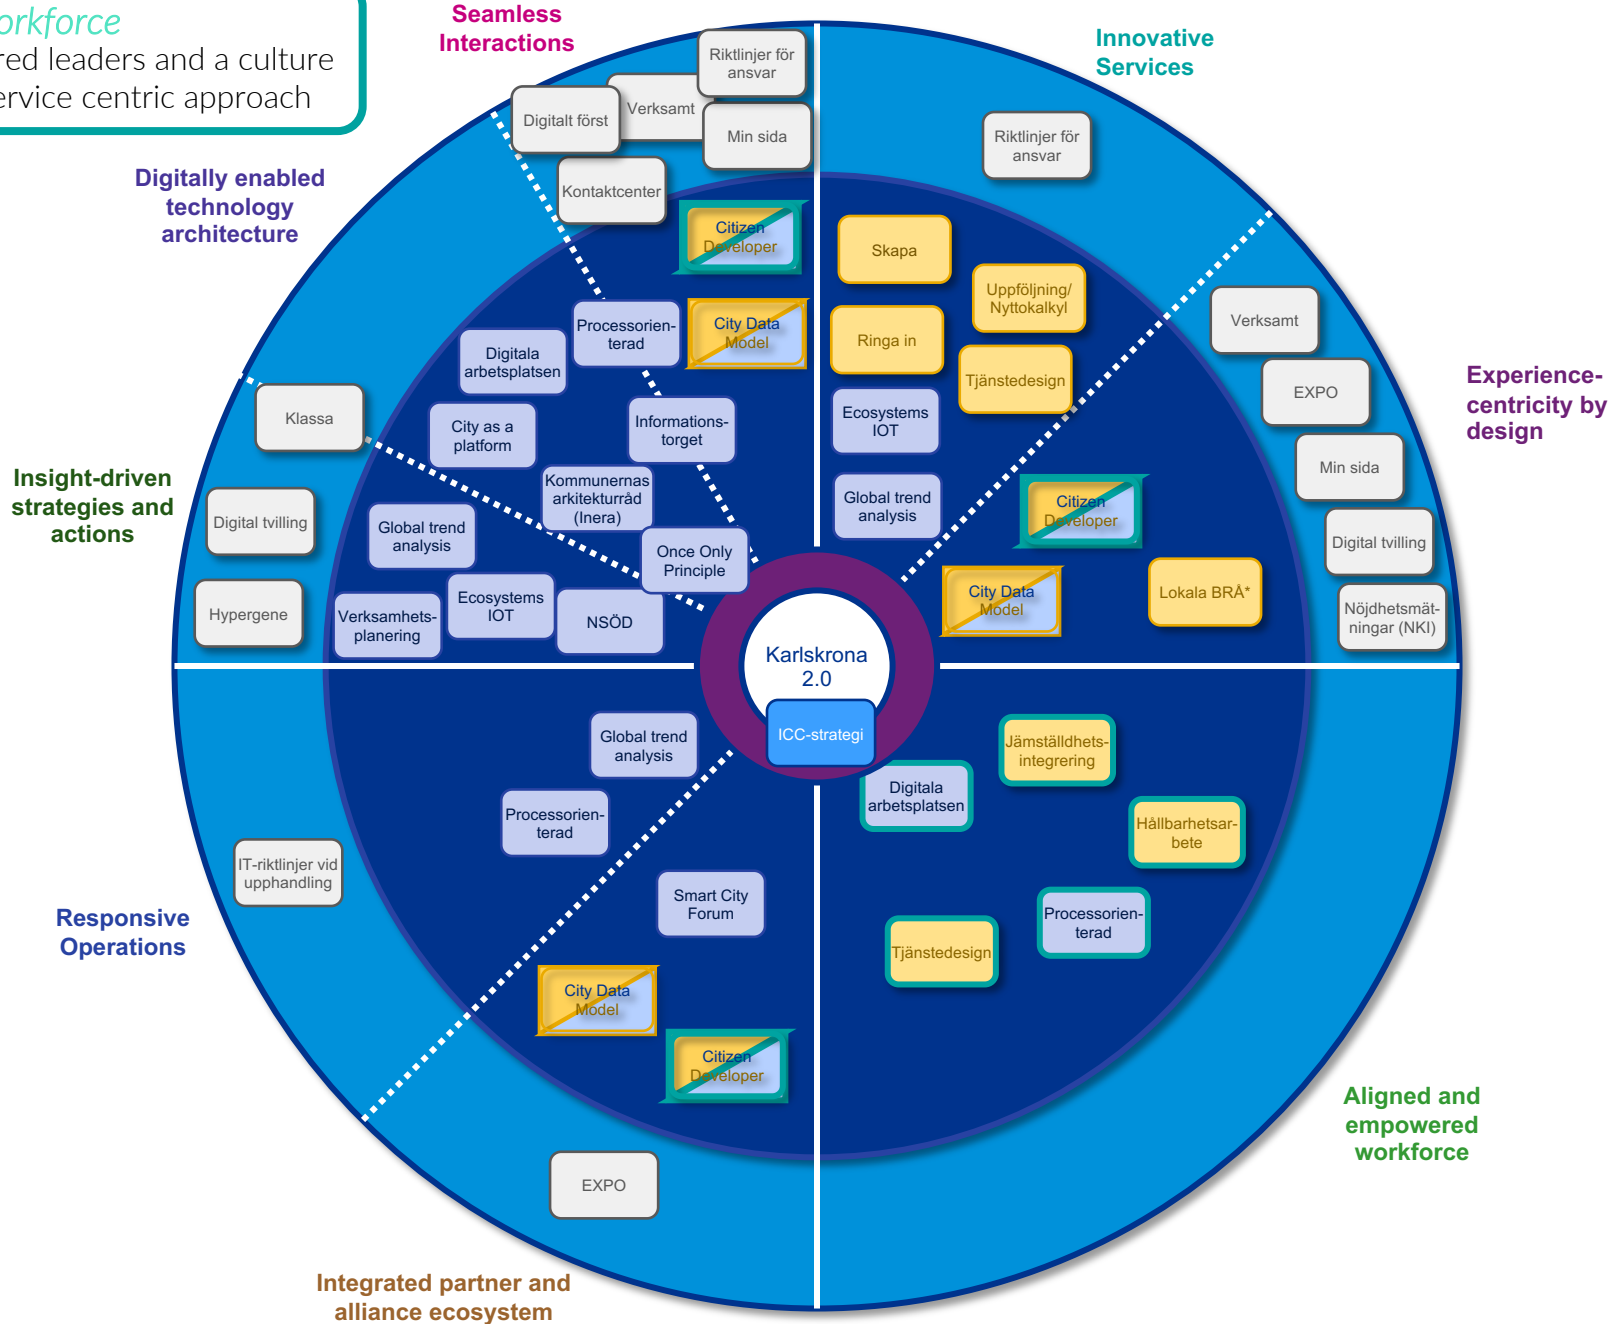 orkforce
red leaders and a culture
ervice centric approach
Seamless
Interactions
Innovative
Services
Digitally enabled
technology
architecture
Experience-
centricity by
design
Insight-driven
strategies and
actions
Responsive
Operations
Aligned and
empowered
workforce
Integrated partner and
alliance ecosystem
Riktlinjer för
ansvar
Verksamt
Digitalt först
Min sida
Kontaktcenter
Citizen
Developer
City Data
Model
Processorien-
terad
Digitala
arbetsplatsen
City as a
platform
Informations-
torget
Kommunernas
arkitekturråd
(Inera)
Once Only
Principle
Klassa
Digital tvilling
Hypergene
Global trend
analysis
Verksamhets-
planering
Ecosystems
IOT
NSÖD
Riktlinjer för
ansvar
Skapa
Uppföljning/
Nyttokalkyl
Ringa in
Tjänstedesign
Ecosystems
IOT
Global trend
analysis
Verksamt
EXPO
Min sida
Digital tvilling
Nöjdhetsmät-
ningar (NKI)
Citizen
Developer
City Data
Model
Lokala BRÅ*
Karlskrona
2.0
ICC-strategi
Global trend
analysis
Processorien-
terad
IT-riktlinjer vid
upphandling
Smart City
Forum
City Data
Model
Citizen
Developer
EXPO
Digitala
arbetsplatsen
Jämställdhets-
integrering
Hållbarhetsar-
bete
Processorien-
terad
Tjänstedesign